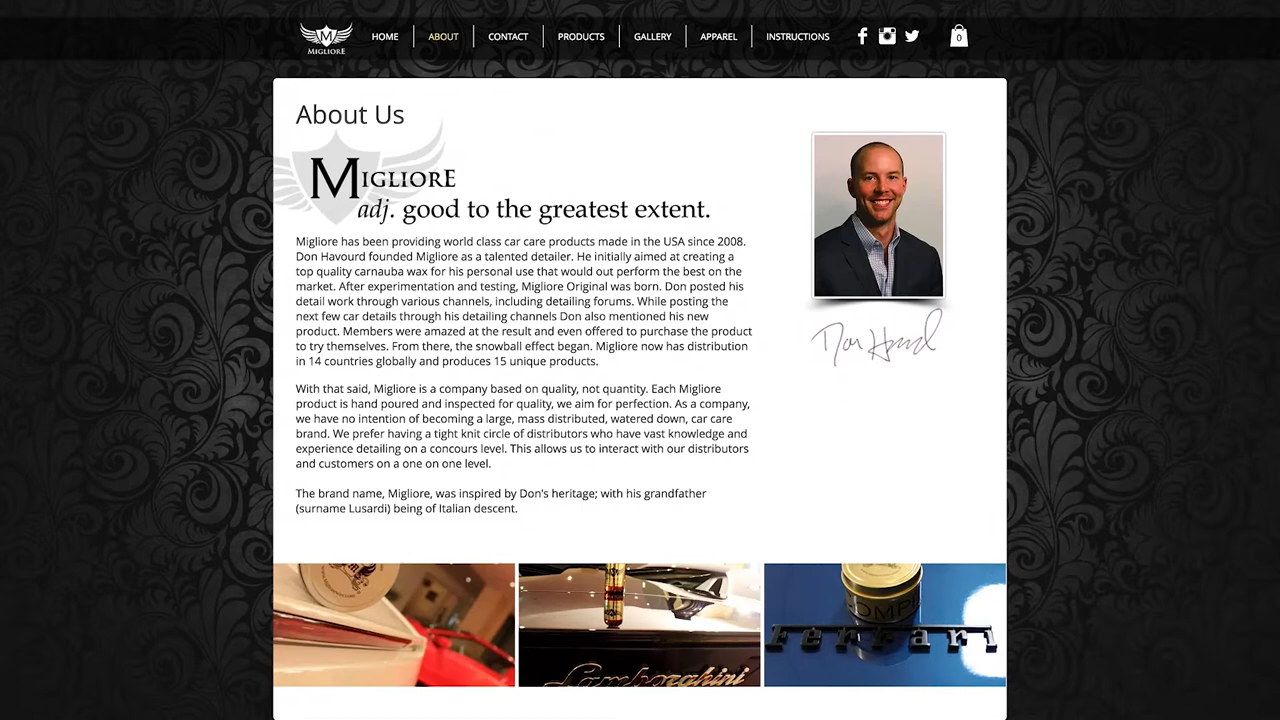 MIGLIORE
HOME
ABOUT
CONTACT
PRODUCTS
GALLERY
APPAREL
INSTRUCTIONS
0
About Us
MIGLIORE
adj. good to the greatest extent.
Migliore has been providing world class car care products made in the USA since 2008.
Don Havourd founded Migliore as a talented detailer. He initially aimed at creating a
top quality carnauba wax for his personal use that would out perform the best on the
market. After experimentation and testing, Migliore Original was born. Don posted his
detail work through various channels, including detailing forums. While posting the
next few car details through his detailing channels Don also mentioned his new
product. Members were amazed at the result and even offered to purchase the product
to try themselves. From there, the snowball effect began. Migliore now has distribution
in 14 countries globally and produces 15 unique products.
With that said, Migliore is a company based on quality, not quantity. Each Migliore
product is hand poured and inspected for quality, we aim for perfection. As a company,
we have no intention of becoming a large, mass distributed, watered down, car care
brand. We prefer having a tight knit circle of distributors who have vast knowledge and
experience detailing on a concours level. This allows us to interact with our distributors
and customers on a one on one level.
The brand name, Migliore, was inspired by Don's heritage; with his grandfather
(surname Lusardi) being of Italian descent.
Lamborghini
Ferrari